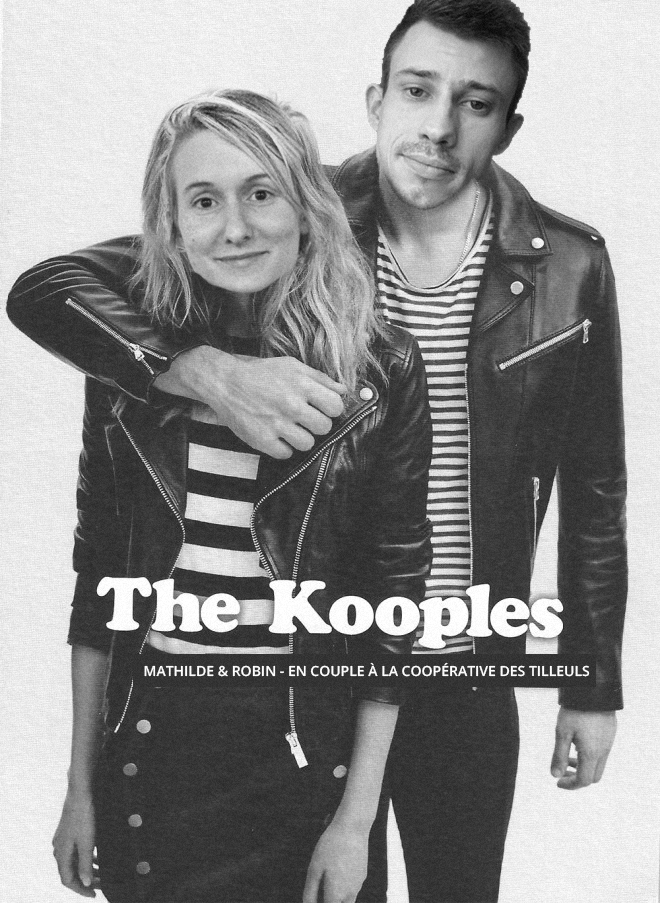 The Kooples
MATHILDE & ROBIN - EN COUPLE À LA COOPÉRATIVE DES TILLEULS